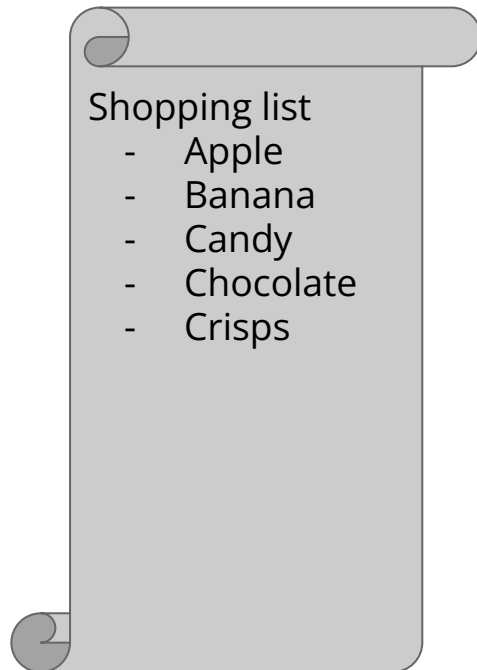 Shopping list
- Apple
- Banana
- Candy
- Chocolate
- Crisps